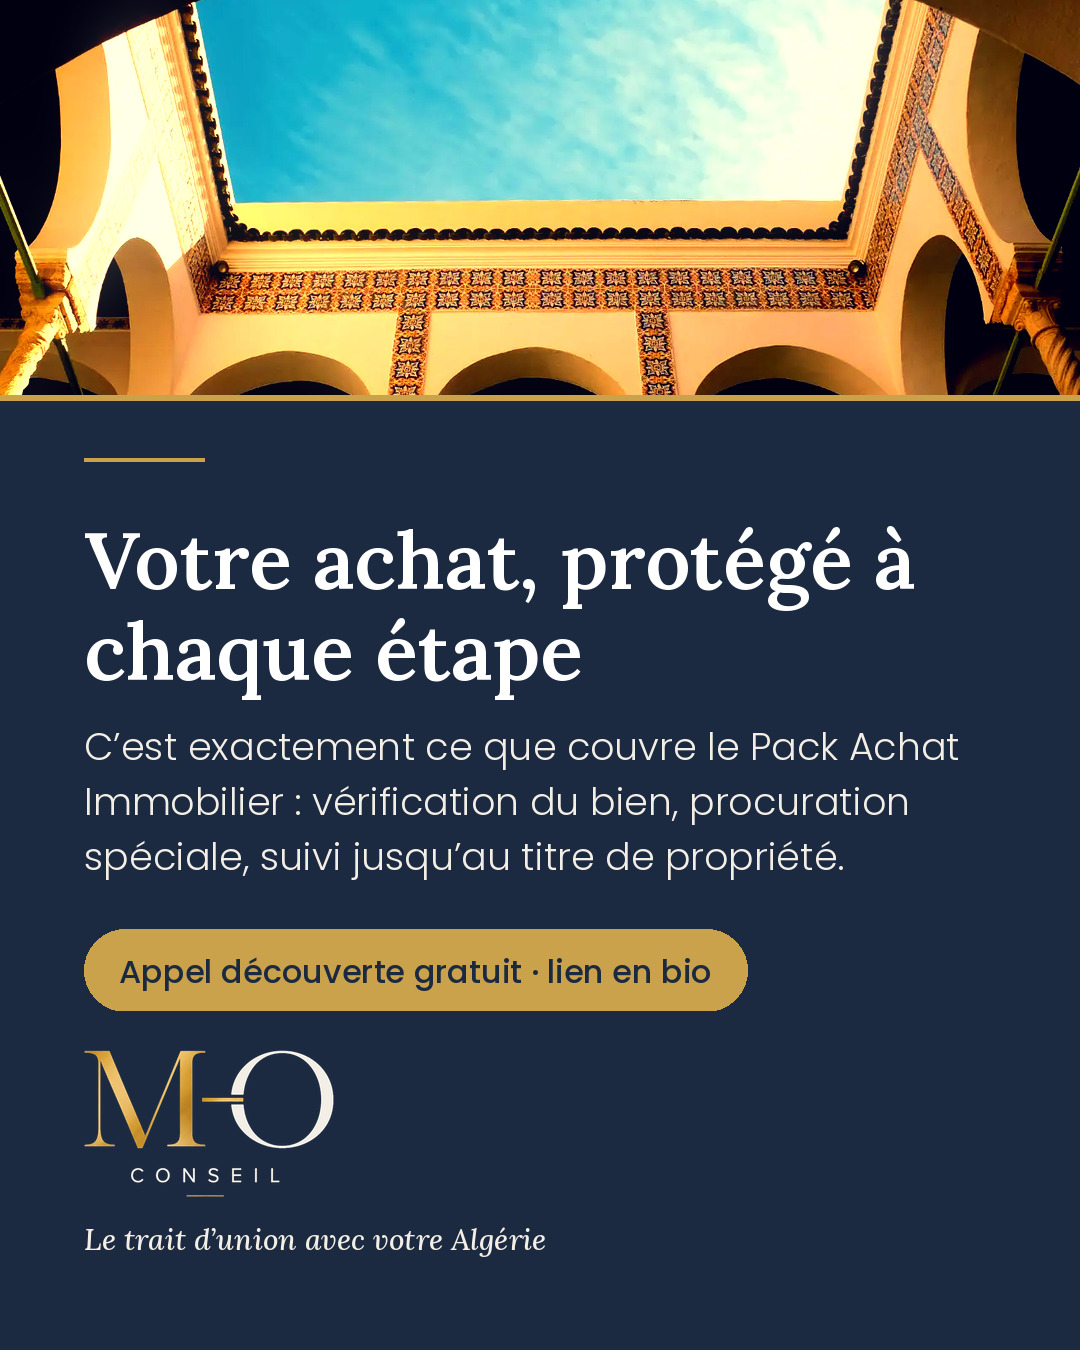 Votre achat, protégé à
chaque étape
C’est exactement ce que couvre le Pack Achat
Immobilier : vérification du bien, procuration
spéciale, suivi jusqu’au titre de propriété.
Appel découverte gratuit · lien en bio
M-O
CONSEIL
Le trait d’union avec votre Algérie